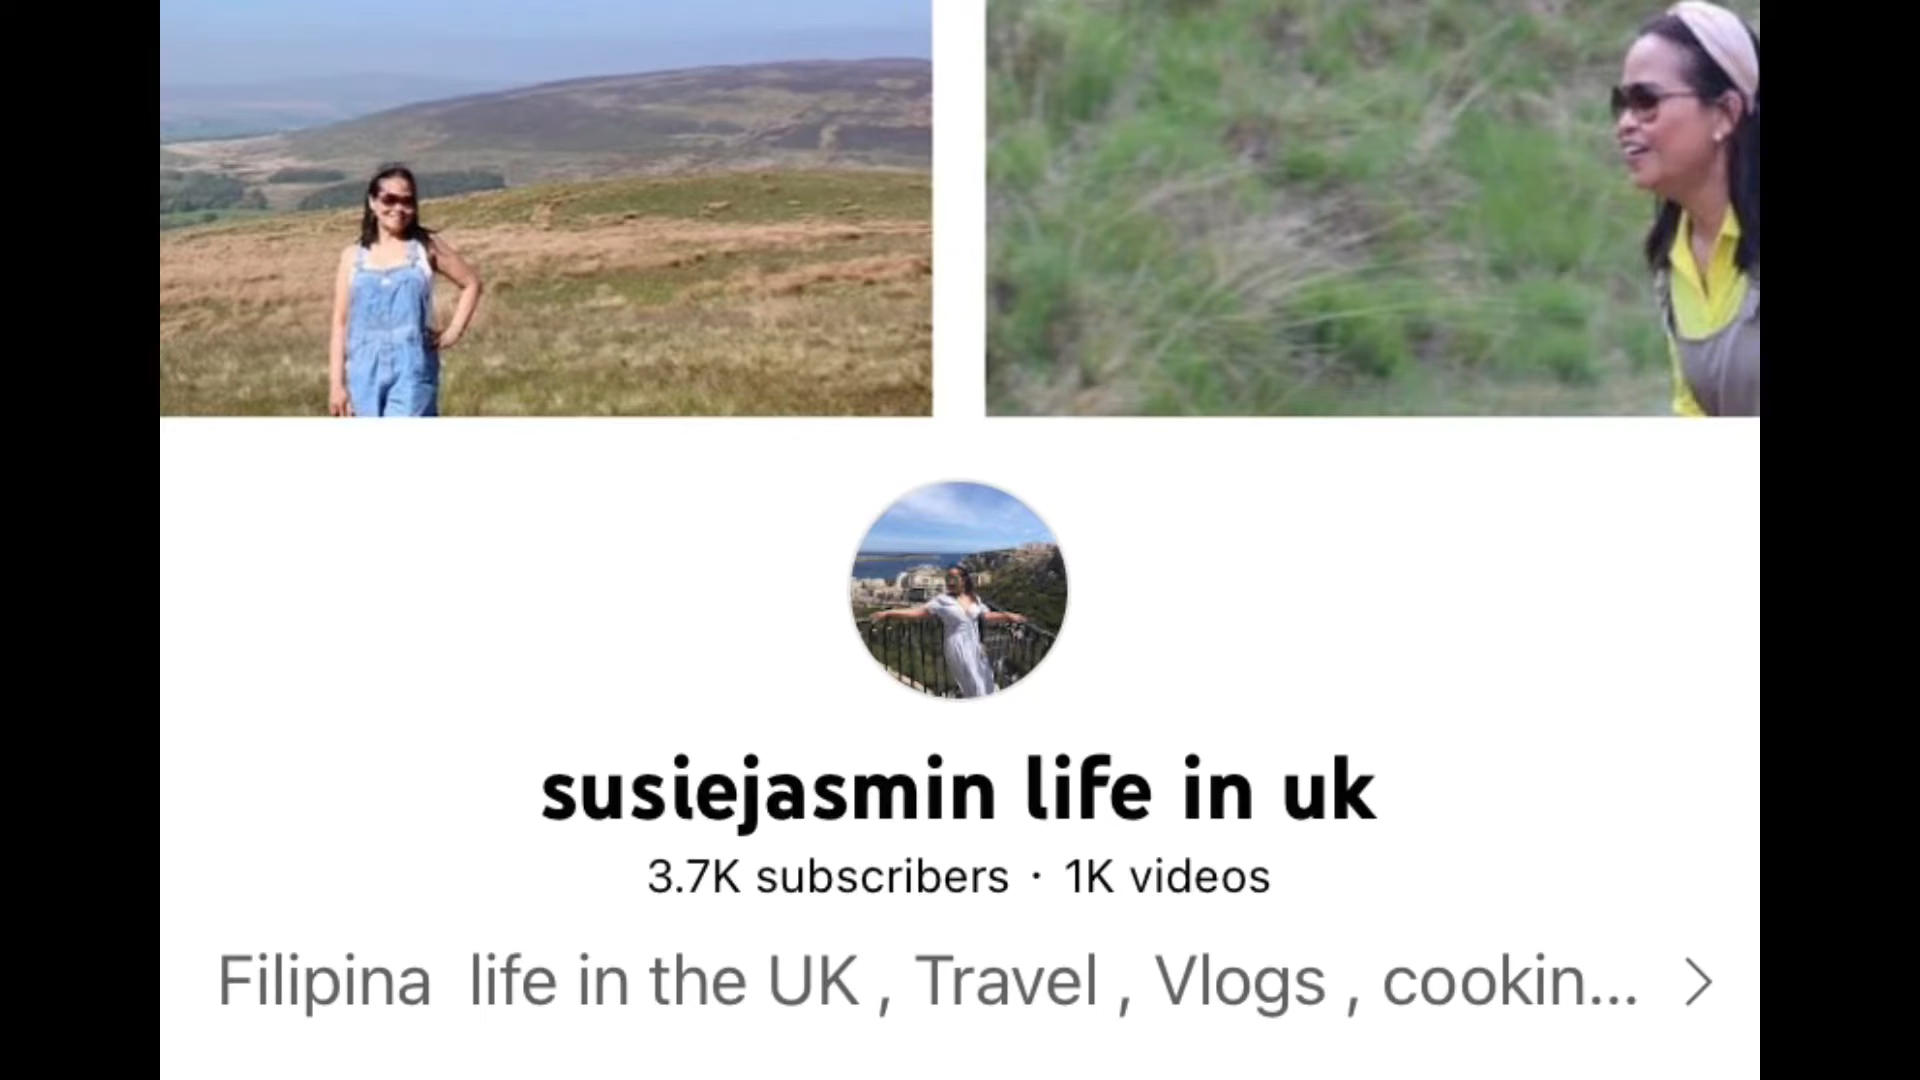 susiejasmin life in uk
3.7K subscribers · 1K videos
Filipina life in the UK , Travel , Vlogs , cookin...